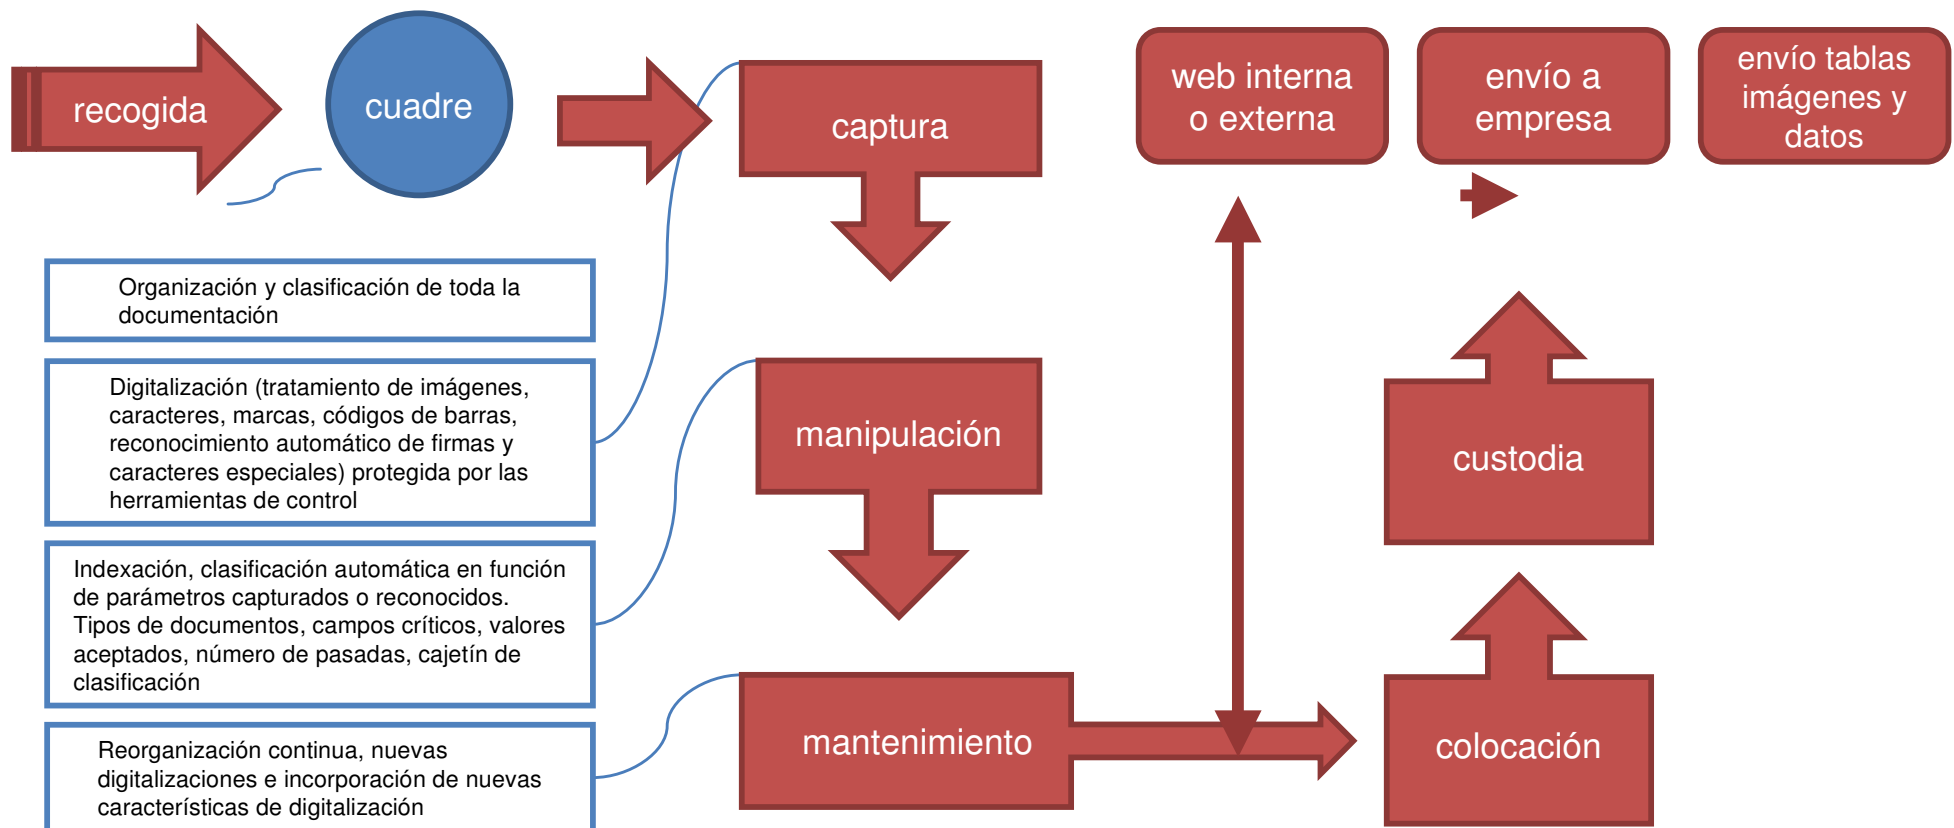 recogida
cuadre
captura
web interna
o externa
envío a
empresa
envío tablas
imágenes y
datos
Organización y clasificación de toda la
documentación
Digitalización (tratamiento de imágenes,
caracteres, marcas, códigos de barras,
reconocimiento automático de firmas y
caracteres especiales) protegida por las
herramientas de control
manipulación
custodia
Indexación, clasificación automática en función
de parámetros capturados o reconocidos.
Tipos de documentos, campos críticos, valores
aceptados, número de pasadas, cajetín de
clasificación
mantenimiento
colocación
Reorganización continua, nuevas
digitalizaciones e incorporación de nuevas
características de digitalización